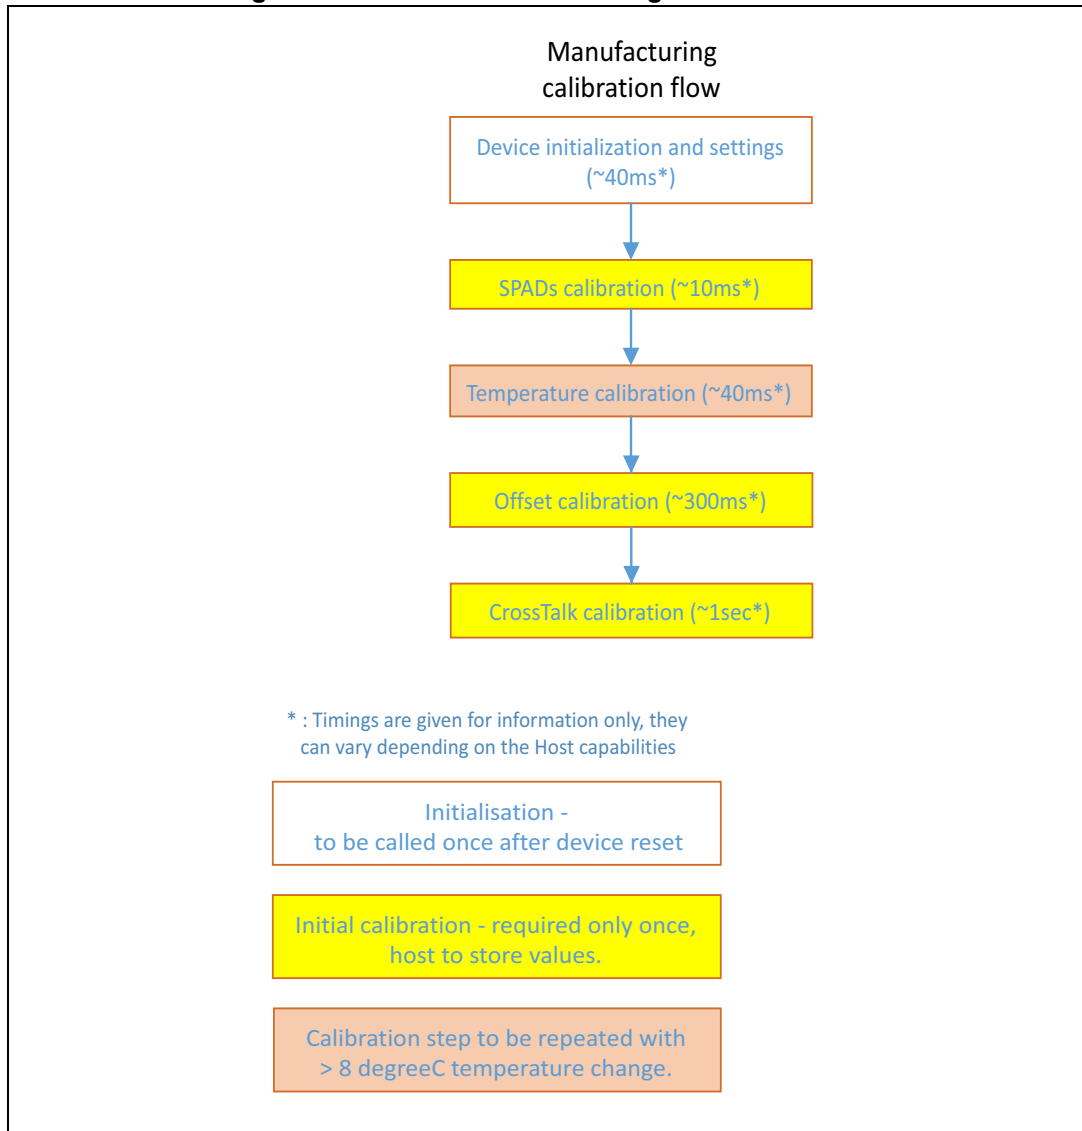 Manufacturing
calibration flow
Device initialization and settings
(~40ms*)
SPADs calibration (~10ms*)
Temperature calibration (~40ms*)
Offset calibration (~300ms*)
CrossTalk calibration (~1sec*)
* : Timings are given for information only, they
can vary depending on the Host capabilities
Initialisation -
to be called once after device reset
Initial calibration - required only once,
host to store values.
Calibration step to be repeated with
> 8 degreeC temperature change.